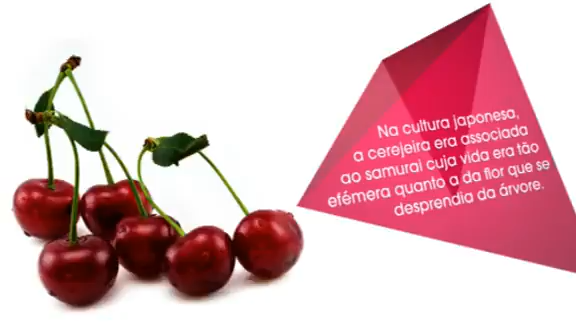 Na cultura japonesa,
a cerejeira era associada
ao samurai cuja vida era tão
efémera quanto a da flor que se
desprendia da árvore.